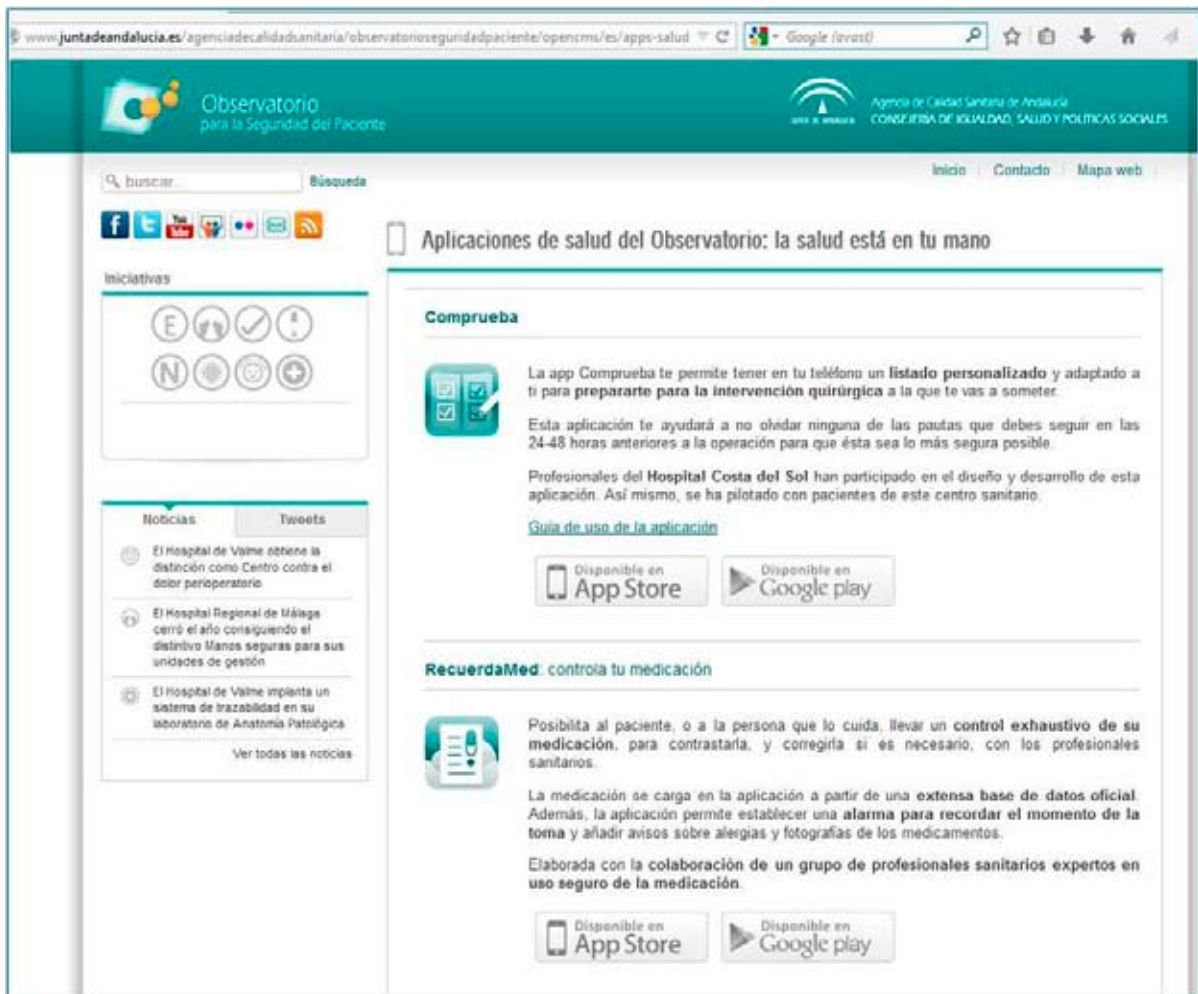 www.juntadeandalucia.es/agenciadecalidadsanitaria/observatorioseguridadpaciente/opencms/es/apps-salud
Google (avast)
Observatorio
para la Seguridad del Paciente
Agencia de Calidad Sanitaria de Andalucía
CONSEJERÍA DE IGUALDAD, SALUD Y POLÍTICAS SOCIALES
JUNTA DE ANDALUCIA
Inicio
Contacto
Mapa web
buscar...
Búsqueda
You
Tube
Aplicaciones de salud del Observatorio: la salud está en tu mano
Iniciativas
E
N
Noticias
Tweets
El Hospital de Valme obtiene la
distinción como Centro contra el
dolor perioperatorio
El Hospital Regional de Málaga
cerró el año consiguiendo el
distintivo Manos seguras para sus
unidades de gestión
El Hospital de Valme implanta un
sistema de trazabilidad en su
laboratorio de Anatomía Patológica
Ver todas las noticias
Comprueba
La app Comprueba te permite tener en tu teléfono un listado personalizado y adaptado a
ti para prepararte para la intervención quirúrgica a la que te vas a someter.
Esta aplicación te ayudará a no olvidar ninguna de las pautas que debes seguir en las
24-48 horas anteriores a la operación para que ésta sea lo más segura posible.
Profesionales del Hospital Costa del Sol han participado en el diseño y desarrollo de esta
aplicación. Así mismo, se ha pilotado con pacientes de este centro sanitario.
Guía de uso de la aplicación
Disponible en
App Store
Disponible en
Google play
RecuerdaMed: controla tu medicación
Posibilita al paciente, o a la persona que lo cuida, llevar un control exhaustivo de su
medicación, para contrastarla, y corregirla si es necesario, con los profesionales
sanitarios.
La medicación se carga en la aplicación a partir de una extensa base de datos oficial.
Además, la aplicación permite establecer una alarma para recordar el momento de la
toma y añadir avisos sobre alergias y fotografías de los medicamentos.
Elaborada con la colaboración de un grupo de profesionales sanitarios expertos en
uso seguro de la medicación.
Disponible en
App Store
Disponible en
Google play